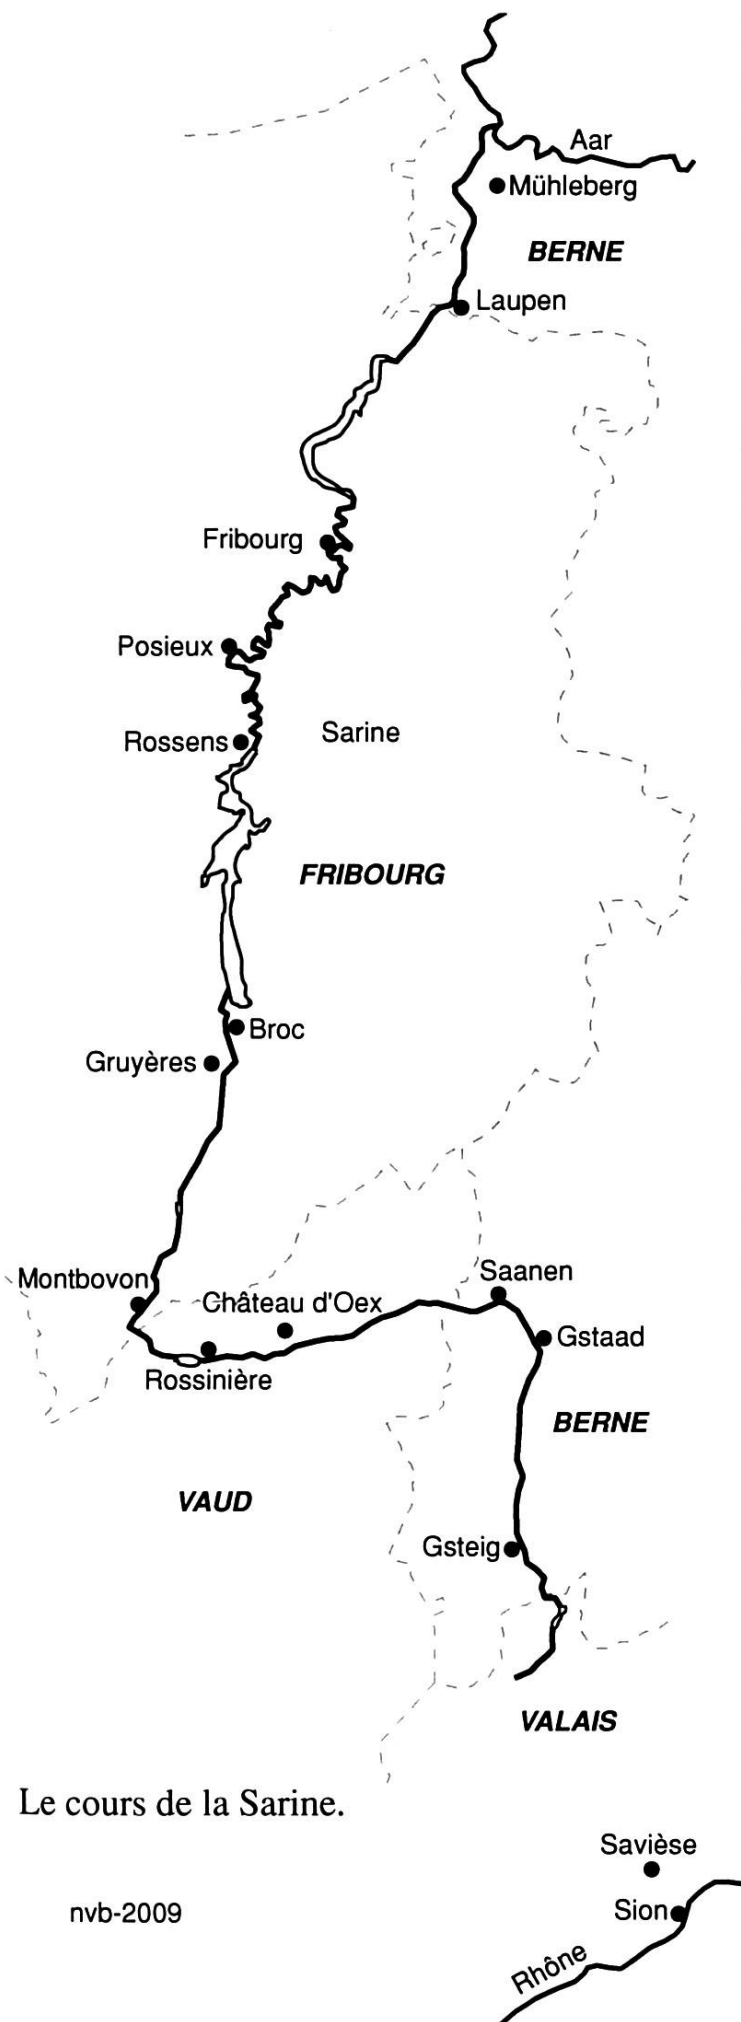 Aar
Mühleberg
BERNE
Laupen
Fribourg
Posieux
Rossens
Sarine
FRIBOURG
Broc
Gruyères
Montbovon
Château d'Oex
Saanen
Gstaad
Rossinière
BERNE
VAUD
Gsteig
VALAIS
Le cours de la Sarine.
Savièse
nvb-2009
Sion
Rhône